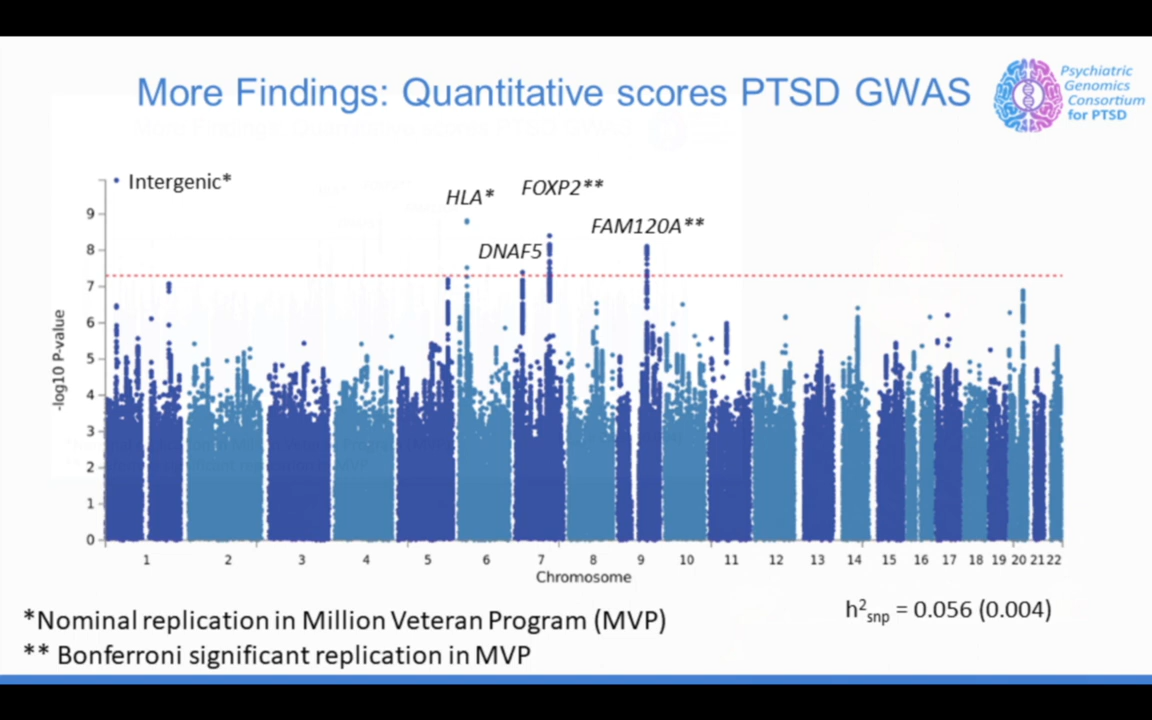 More Findings: Quantitative scores PTSD GWAS
Psychiatric
Genomics
Consortium
for PTSD
Intergenic*
HLA*
FOXP2**
FAM120A**
DNAF5
9
8
7
6
5
4
3
2
1
0
-log10 P-value
1 2 3 4 5 6 7 8 9 10 11 12 13 14 15 16 17 18 19 20 21 22
Chromosome
*Nominal replication in Million Veteran Program (MVP)
** Bonferroni significant replication in MVP
h²snp = 0.056 (0.004)